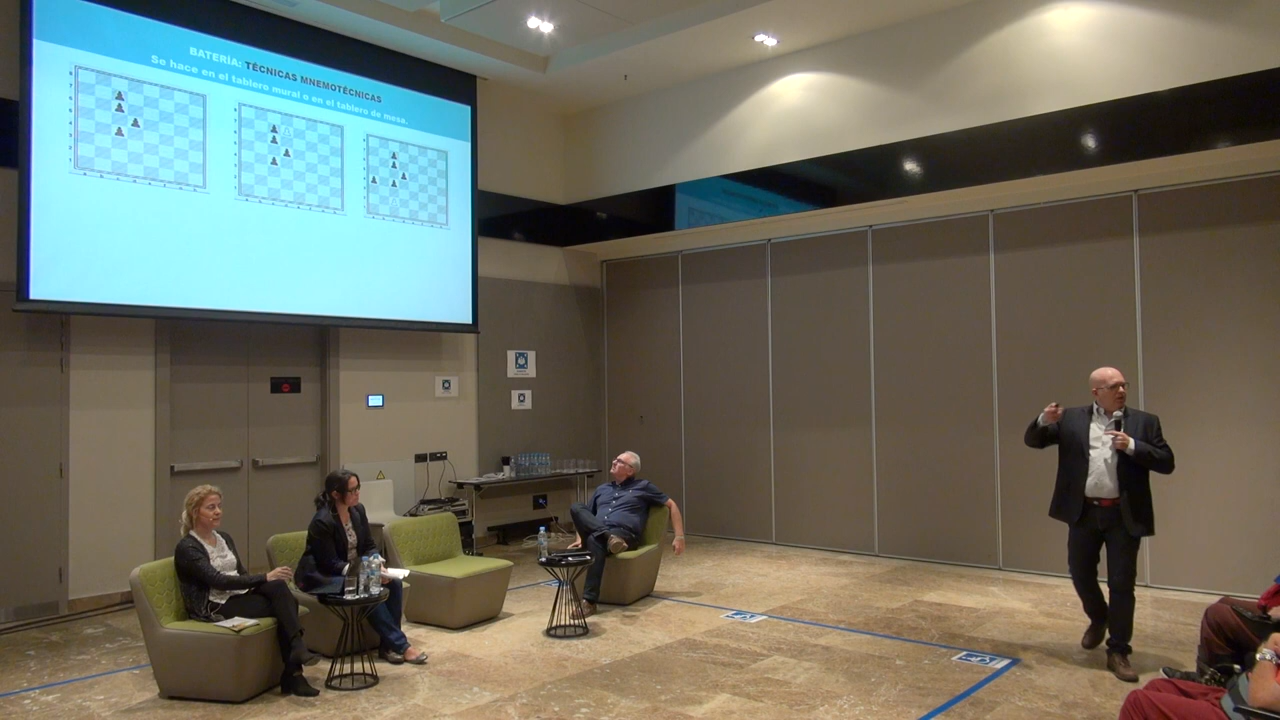 BATERÍA: TÉCNICAS MNEMOTÉCNICAS
Se hace en el tablero mural o en el tablero de mesa.